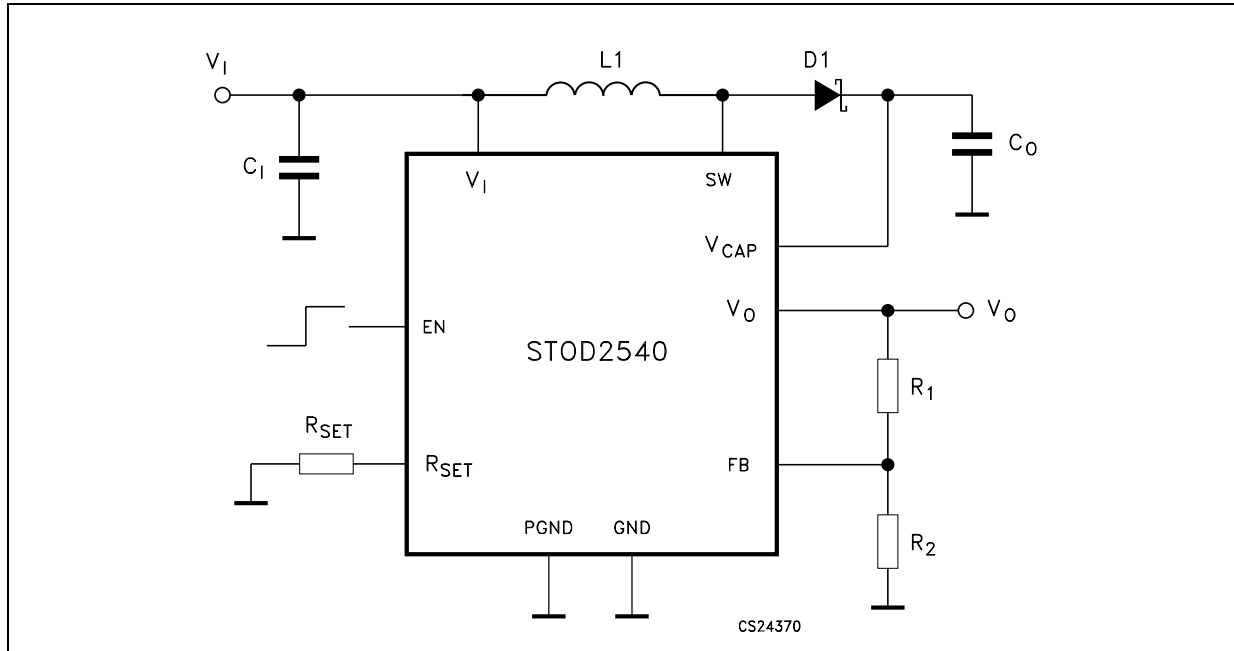 V_I
L1
D1
C_I
C_O
V_I
SW
V_CAP
V_O
V_O
EN
STOD2540
R_1
R_SET
R_SET
FB
PGND
GND
R_2
CS24370